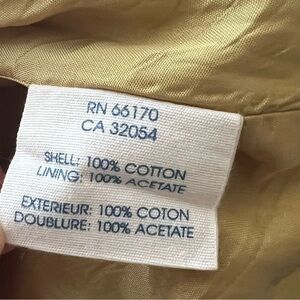 RN 66170
CA 32054
SHELL: 100% COTTON
LINING: 100% ACETATE
EXTERIEUR: 100% COTON
DOUBLURE: 100% ACETATE